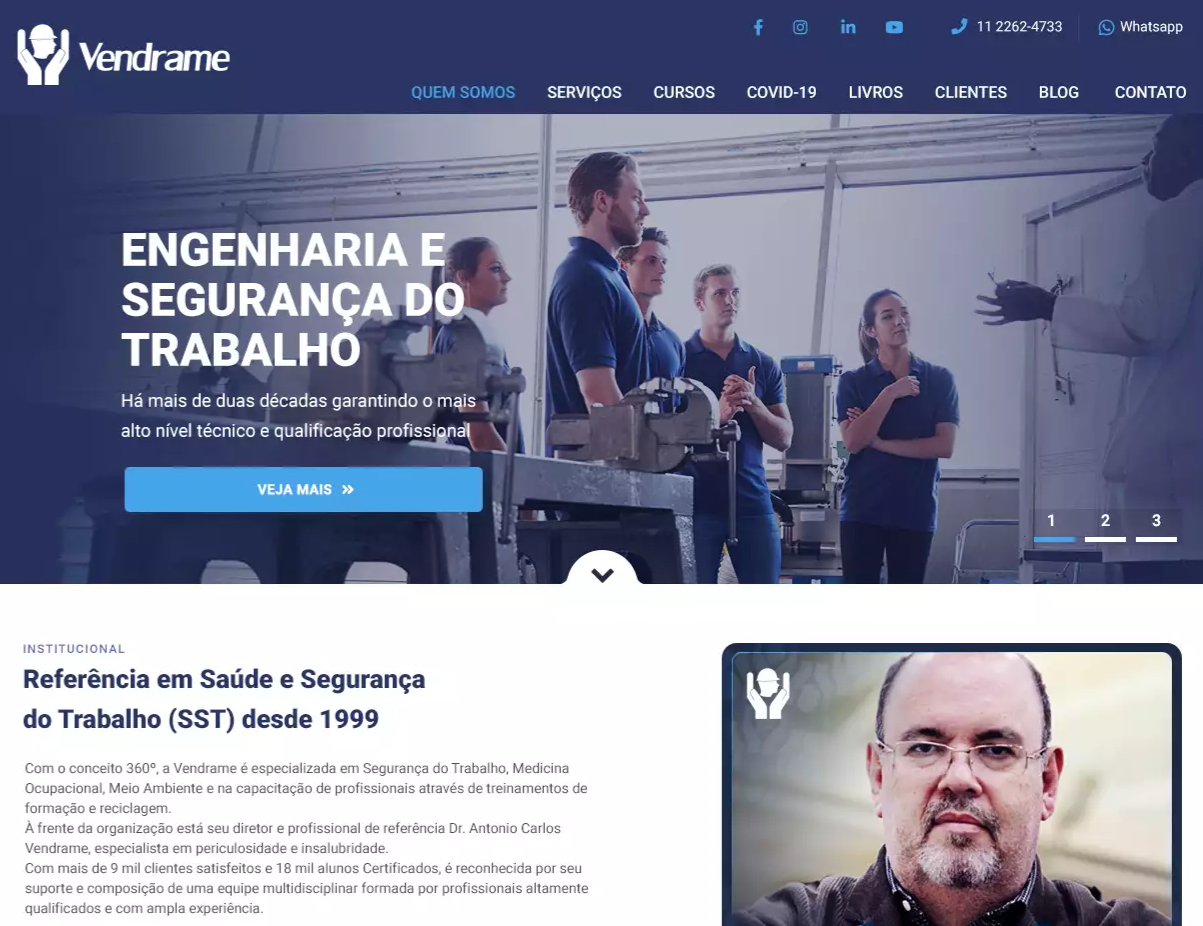 Vendrame
11 2262-4733
Whatsapp
QUEM SOMOS
SERVIÇOS
CURSOS
COVID-19
LIVROS
CLIENTES
BLOG
CONTATO
ENGENHARIA E
SEGURANÇA DO
TRABALHO
Há mais de duas décadas garantindo o mais
alto nível técnico e qualificação profissional
VEJA MAIS
1
2
3
INSTITUCIONAL
Referência em Saúde e Segurança
do Trabalho (SST) desde 1999
Com o conceito 360º, a Vendrame é especializada em Segurança do Trabalho, Medicina
Ocupacional, Meio Ambiente e na capacitação de profissionais através de treinamentos de
formação e reciclagem.
À frente da organização está seu diretor e profissional de referência Dr. Antonio Carlos
Vendrame, especialista em periculosidade e insalubridade.
Com mais de 9 mil clientes satisfeitos e 18 mil alunos Certificados, é reconhecida por seu
suporte e composição de uma equipe multidisciplinar formada por profissionais altamente
qualificados e com ampla experiência.